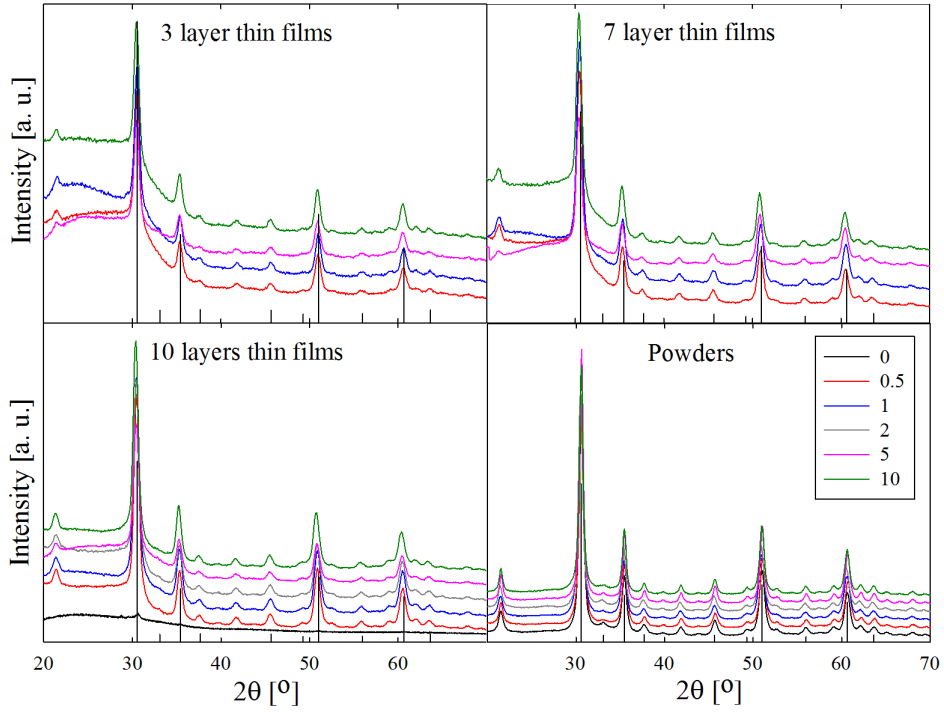 3 layer thin films
7 layer thin films
Intensity [a. u.]
10 layers thin films
Powders
0
0.5
1
2
5
10
Intensity [a. u.]
20 30 40 50 60
30 40 50 60 70
2θ [º]
2θ [º]